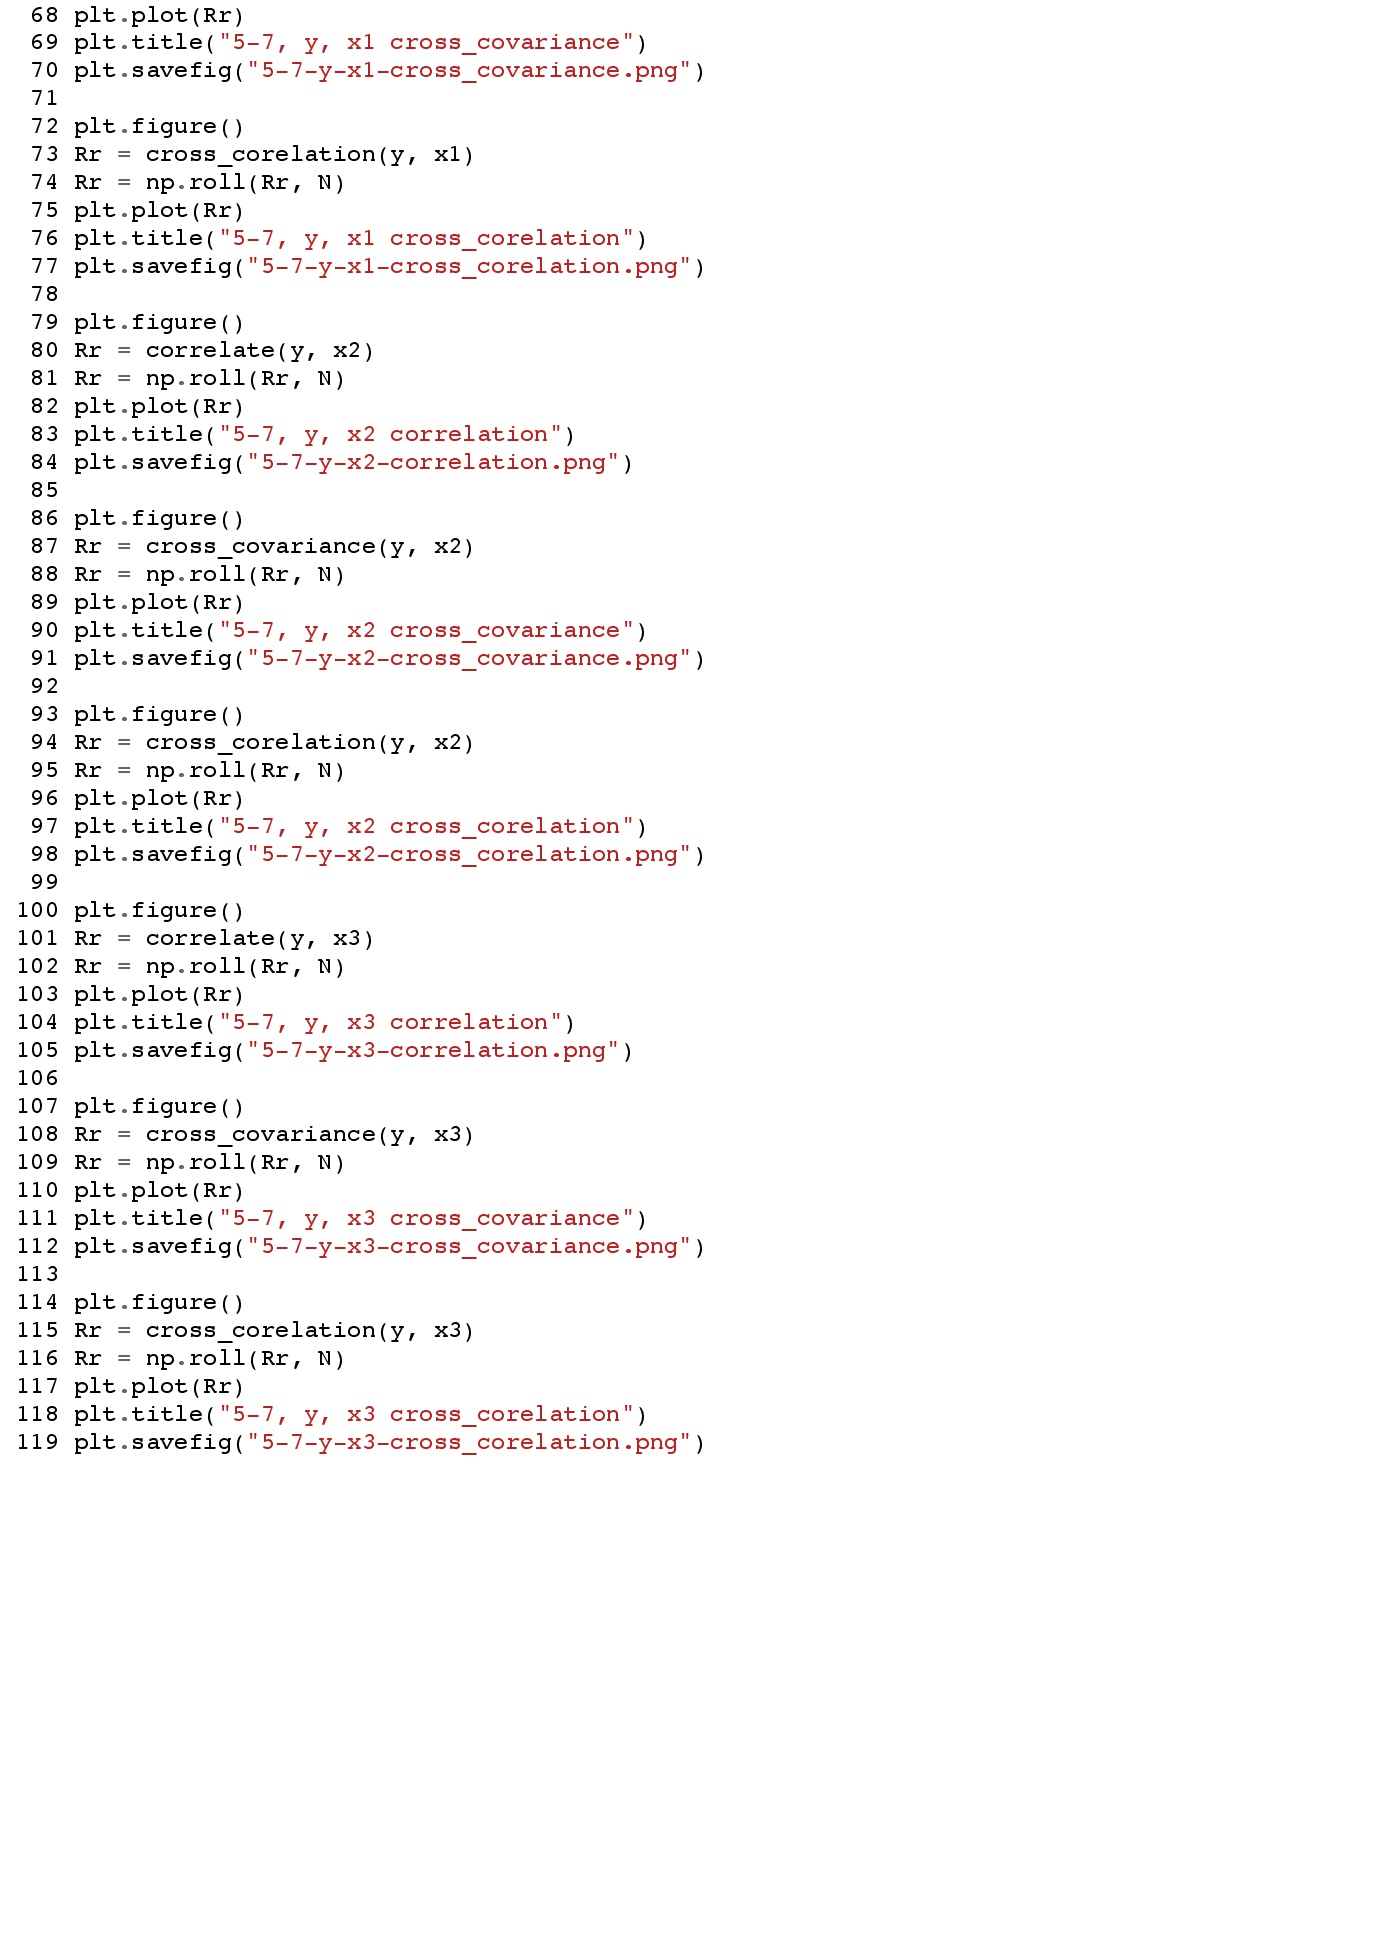 68 plt.plot(Rr)
69 plt.title("5-7, y, x1 cross_covariance")
70 plt.savefig("5-7-y-x1-cross_covariance.png")
71
72 plt.figure()
73 Rr = cross_corelation(y, x1)
74 Rr = np.roll(Rr, N)
75 plt.plot(Rr)
76 plt.title("5-7, y, x1 cross_corelation")
77 plt.savefig("5-7-y-x1-cross_corelation.png")
78
79 plt.figure()
80 Rr = correlate(y, x2)
81 Rr = np.roll(Rr, N)
82 plt.plot(Rr)
83 plt.title("5-7, y, x2 correlation")
84 plt.savefig("5-7-y-x2-correlation.png")
85
86 plt.figure()
87 Rr = cross_covariance(y, x2)
88 Rr = np.roll(Rr, N)
89 plt.plot(Rr)
90 plt.title("5-7, y, x2 cross_covariance")
91 plt.savefig("5-7-y-x2-cross_covariance.png")
92
93 plt.figure()
94 Rr = cross_corelation(y, x2)
95 Rr = np.roll(Rr, N)
96 plt.plot(Rr)
97 plt.title("5-7, y, x2 cross_corelation")
98 plt.savefig("5-7-y-x2-cross_corelation.png")
99
100 plt.figure()
101 Rr = correlate(y, x3)
102 Rr = np.roll(Rr, N)
103 plt.plot(Rr)
104 plt.title("5-7, y, x3 correlation")
105 plt.savefig("5-7-y-x3-correlation.png")
106
107 plt.figure()
108 Rr = cross_covariance(y, x3)
109 Rr = np.roll(Rr, N)
110 plt.plot(Rr)
111 plt.title("5-7, y, x3 cross_covariance")
112 plt.savefig("5-7-y-x3-cross_covariance.png")
113
114 plt.figure()
115 Rr = cross_corelation(y, x3)
116 Rr = np.roll(Rr, N)
117 plt.plot(Rr)
118 plt.title("5-7, y, x3 cross_corelation")
119 plt.savefig("5-7-y-x3-cross_corelation.png")